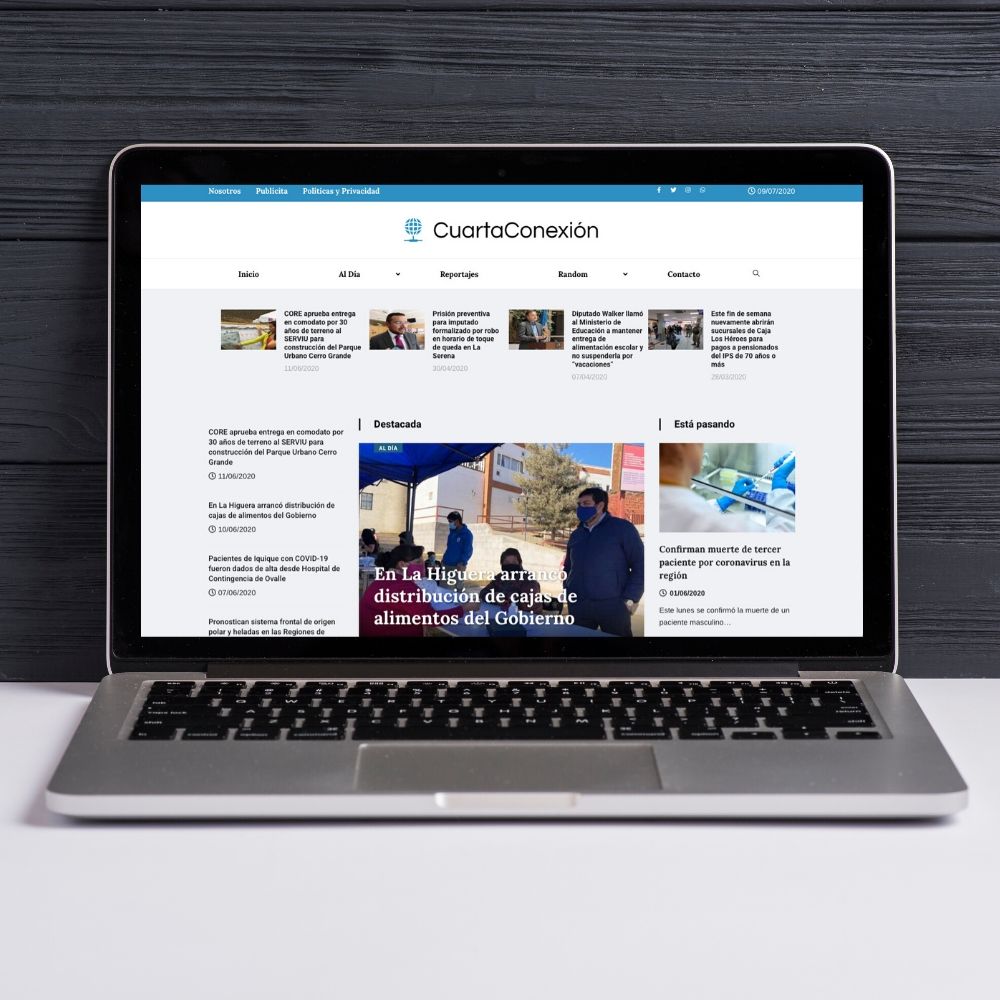 Nosotros Publicita Políticas y Privacidad 09/07/2020
CuartaConexión
Inicio Al Día Reportajes Random Contacto
CORE aprueba entrega
en comodato por 30
años de terreno al
SERVIU para
construcción del Parque
Urbano Cerro Grande
11/06/2020
Prisión preventiva
para imputado
formalizado por robo
en horario de toque
de queda en La
Serena
30/04/2020
Diputado Walker llamó
al Ministerio de
Educación a mantener
entrega de
alimentación escolar y
no suspenderla por
"vacaciones"
07/04/2020
Este fin de semana
nuevamente abrirán
sucursales de Caja
Los Héroes para
pagos a pensionados
del IPS de 70 años o
más
28/03/2020
CORE aprueba entrega en comodato por
30 años de terreno al SERVIU para
construcción del Parque Urbano Cerro
Grande
11/06/2020
En La Higuera arrancó distribución de
cajas de alimentos del Gobierno
10/06/2020
Pacientes de Iquique con COVID-19
fueron dados de alta desde Hospital de
Contingencia de Ovalle
07/06/2020
Pronostican sistema frontal de origen
polar y heladas en las Regiones de
Destacada
AL DÍA
En La Higuera arrancó
distribución de cajas de
alimentos del Gobierno
Está pasando
Confirman muerte de tercer
paciente por coronavirus en la
región
01/06/2020
Este lunes se confirmó la muerte de un
paciente masculino…